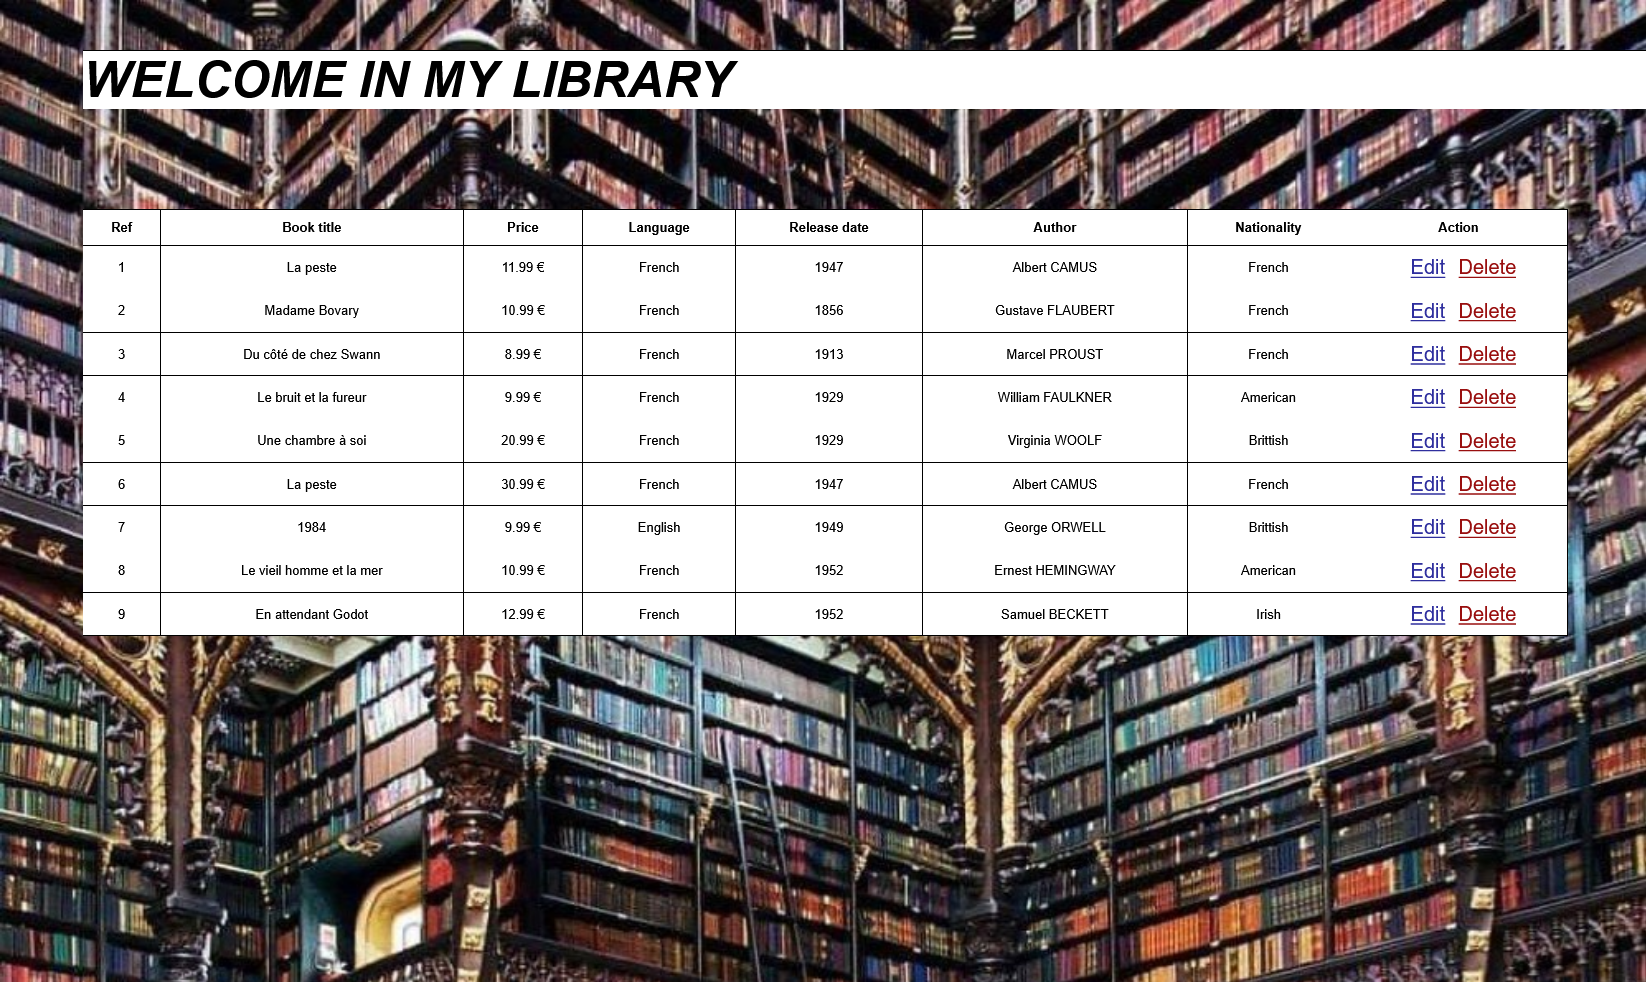 WELCOME IN MY LIBRARY
Ref Book title Price Language Release date Author Nationality Action
1 La peste 11.99 € French 1947 Albert CAMUS French Edit Delete
2 Madame Bovary 10.99 € French 1856 Gustave FLAUBERT French Edit Delete
3 Du côté de chez Swann 8.99 € French 1913 Marcel PROUST French Edit Delete
4 Le bruit et la fureur 9.99 € French 1929 William FAULKNER American Edit Delete
5 Une chambre à soi 20.99 € French 1929 Virginia WOOLF Brittish Edit Delete
6 La peste 30.99 € French 1947 Albert CAMUS French Edit Delete
7 1984 9.99 € English 1949 George ORWELL Brittish Edit Delete
8 Le vieil homme et la mer 10.99 € French 1952 Ernest HEMINGWAY American Edit Delete
9 En attendant Godot 12.99 € French 1952 Samuel BECKETT Irish Edit Delete